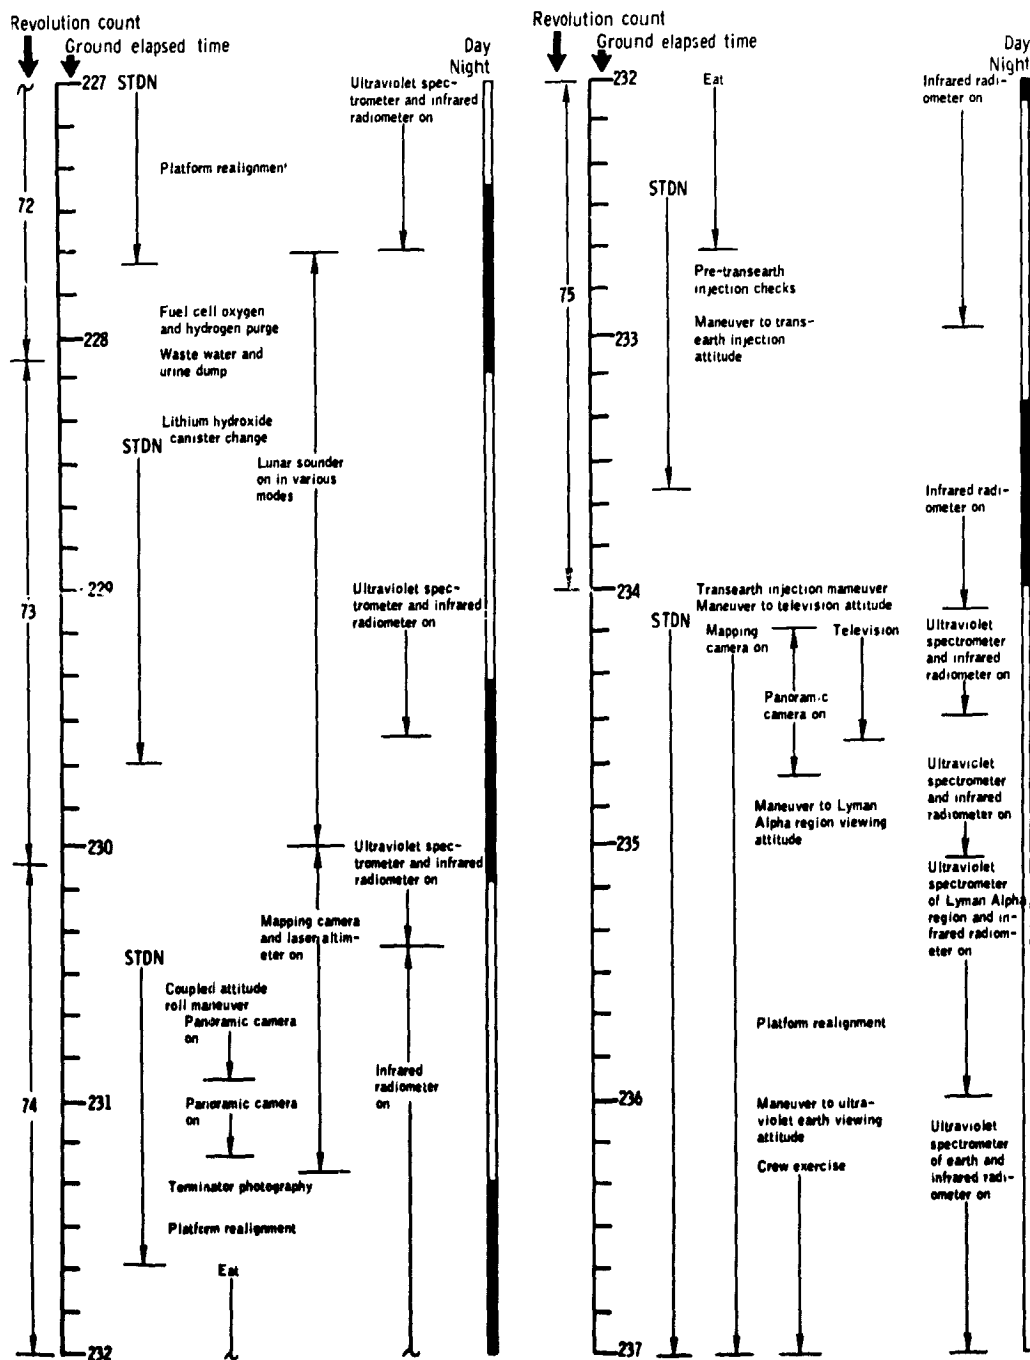 Revolution count
Ground elapsed time
Day
Night
227
STDN
Ultraviolet spec-
trometer and infrared
radiometer on
Platform realignment
72
Fuel cell oxygen
and hydrogen purge
228
Waste water and
urine dump
Lithium hydroxide
canister change
STDN
Lunar sounder
on in various
modes
229
73
Ultraviolet spec-
trometer and infrared
radiometer on
230
Ultraviolet spec-
trometer and infrared
radiometer on
Mapping camera
and laser altim-
eter on
STDN
Coupled attitude
roll maneuver
Panoramic camera
on
Infrared
radiometer
on
74
231
Panoramic camera
on
Terminator photography
Platform realignment
Eat
232
Revolution count
Ground elapsed time
Day
Night
232
Eat
Infrared radi-
ometer on
STDN
75
Pre-transearth
injection checks
233
Maneuver to trans-
earth injection
attitude
Infrared radi-
ometer on
234
Transearth injection maneuver
Maneuver to television attitude
STDN
Mapping
camera on
Television
Ultraviolet
spectrometer
and infrared
radiometer on
Panoramic
camera on
Ultraviolet
spectrometer
and infrared
radiometer on
Maneuver to Lyman
Alpha region viewing
attitude
235
Ultraviolet
spectrometer
of Lyman Alpha
region and in-
frared radiom-
eter on
Platform realignment
236
Maneuver to ultra-
violet earth viewing
attitude
Ultraviolet
spectrometer
of earth and
infrared radi-
ometer on
Crew exercise
237